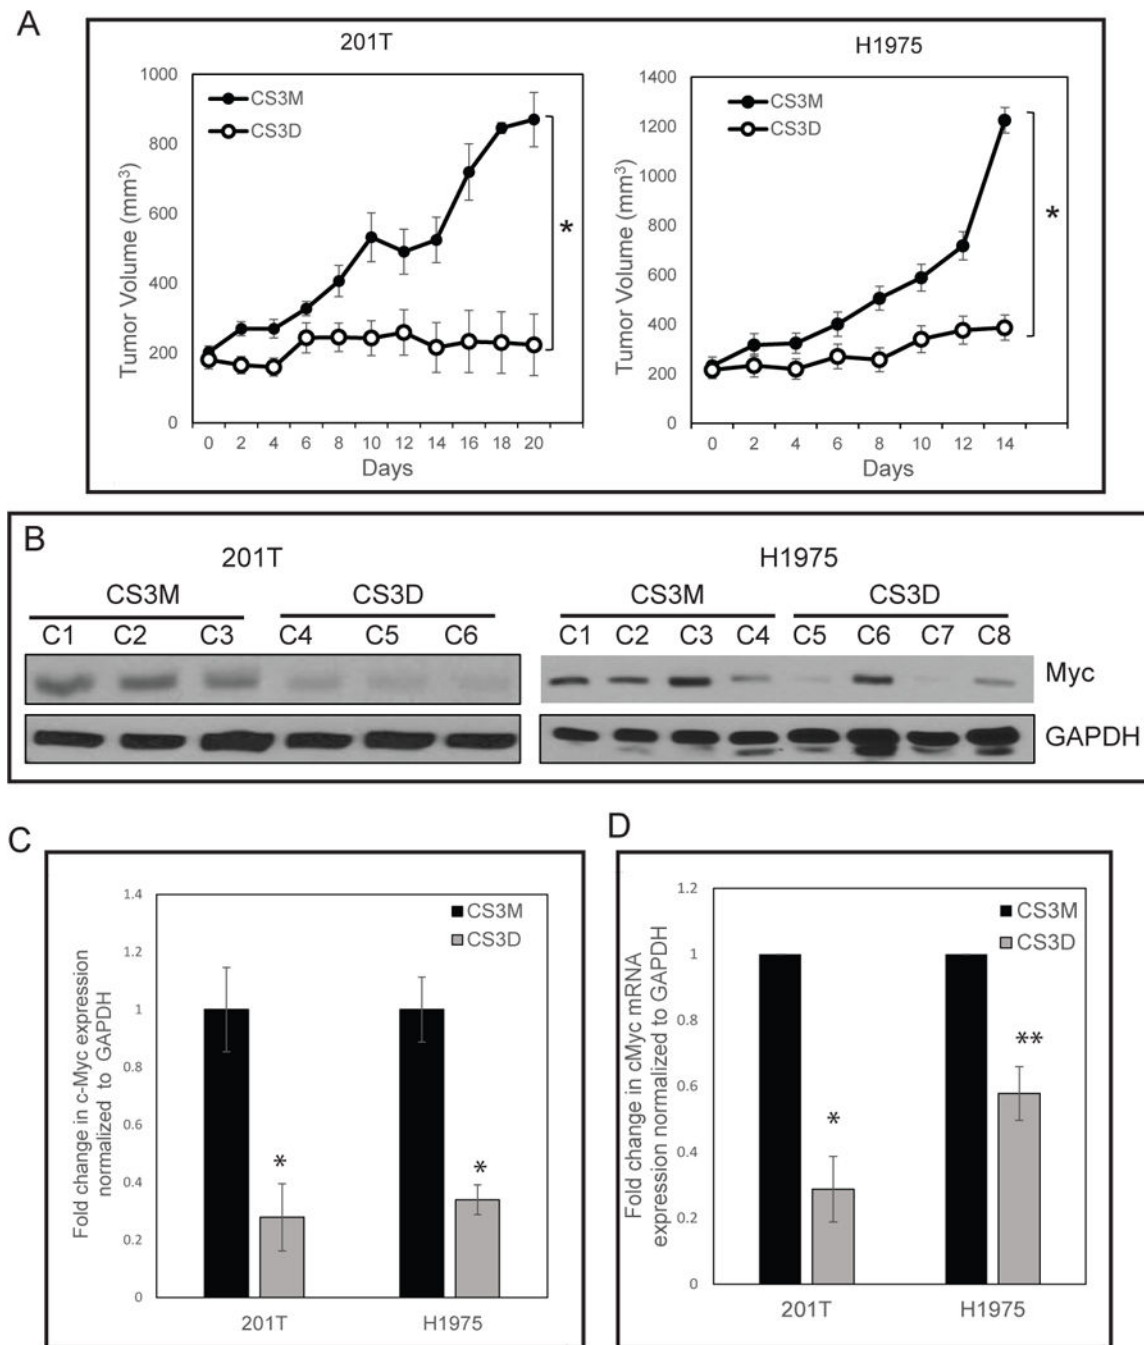 A
201T
1000
800
600
400
200
0
Tumor Volume (mm³)
CS3M
CS3D
*
0 2 4 6 8 10 12 14 16 18 20
Days
H1975
1400
1200
1000
800
600
400
200
0
Tumor Volume (mm³)
CS3M
CS3D
*
0 2 4 6 8 10 12 14
Days
B
201T
CS3M CS3D
C1 C2 C3 C4 C5 C6
H1975
CS3M CS3D
C1 C2 C3 C4 C5 C6 C7 C8
Myc
GAPDH
C
1.4
1.2
1
0.8
0.6
0.4
0.2
0
Fold change in c-Myc expression
normalized to GAPDH
CS3M
CS3D
*
*
201T H1975
D
1.2
1
0.8
0.6
0.4
0.2
0
Fold change in cMyc mRNA
expression normalized to GAPDH
CS3M
CS3D
*
**
201T H1975